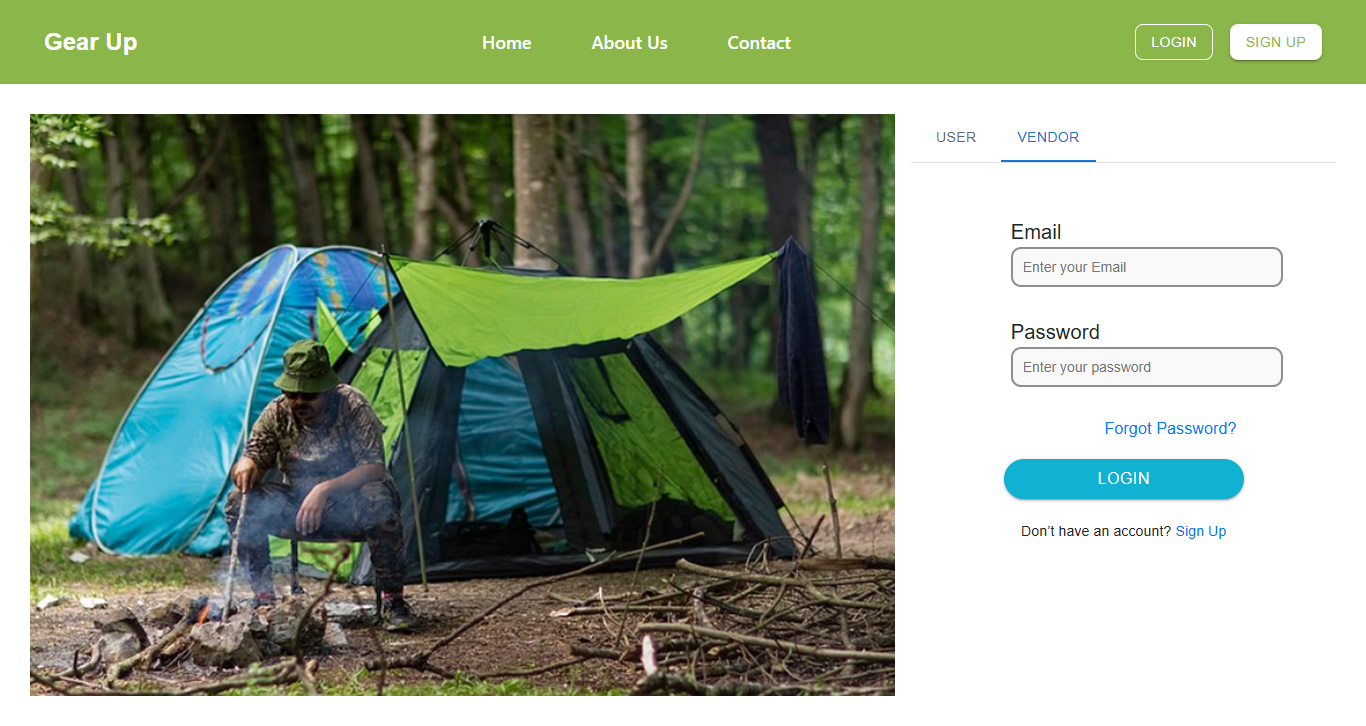 Gear Up
Home
About Us
Contact
LOGIN
SIGN UP
USER
VENDOR
Email
Enter your Email
Password
Enter your password
Forgot Password?
LOGIN
Don’t have an account? Sign Up